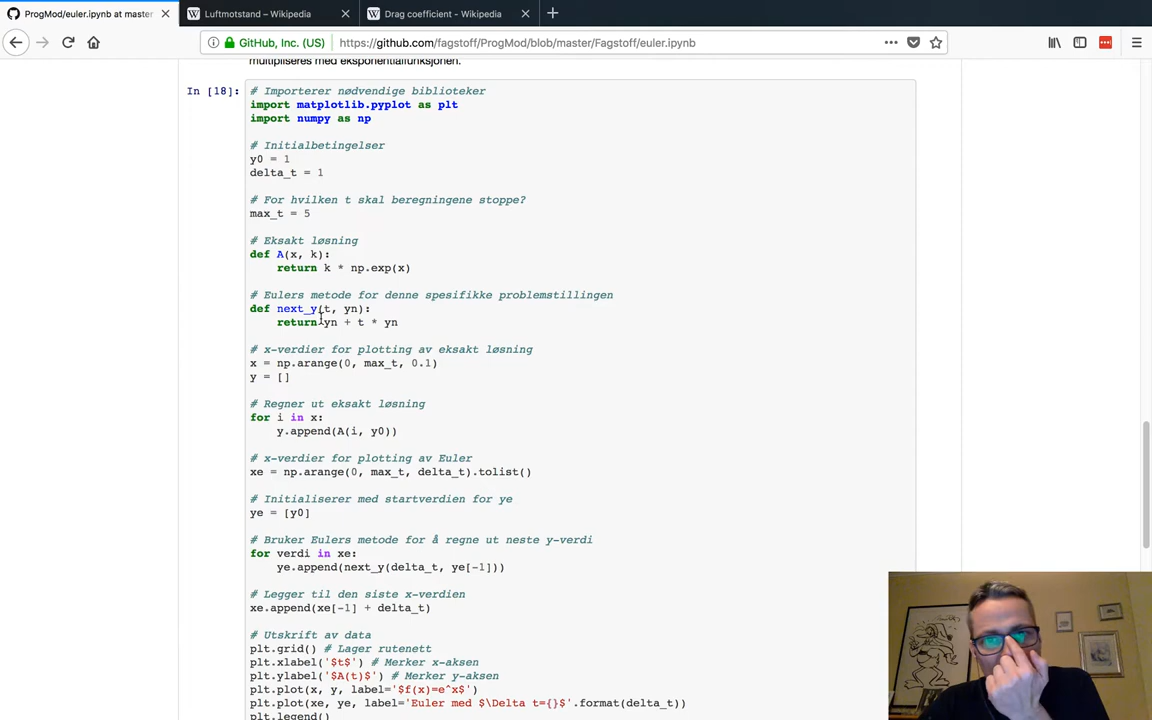 ProgMod/euler.ipynb at master
Luftmotstand – Wikipedia
Drag coefficient - Wikipedia
GitHub, Inc. (US)
https://github.com/fagstoff/ProgMod/blob/master/Fagstoff/euler.ipynb
multipliseres med eksponentialfunksjonen.
In [18]:
# Importerer nødvendige biblioteker
import matplotlib.pyplot as plt
import numpy as np
# Initialbetingelser
y0 = 1
delta_t = 1
# For hvilken t skal beregningene stoppe?
max_t = 5
# Eksakt løsning
def A(x, k):
    return k * np.exp(x)
# Eulers metode for denne spesifikke problemstillingen
def next_y(t, yn):
    return yn + t * yn
# x-verdier for plotting av eksakt løsning
x = np.arange(0, max_t, 0.1)
y = []
# Regner ut eksakt løsning
for i in x:
    y.append(A(i, y0))
# x-verdier for plotting av Euler
xe = np.arange(0, max_t, delta_t).tolist()
# Initialiserer med startverdien for ye
ye = [y0]
# Bruker Eulers metode for å regne ut neste y-verdi
for verdi in xe:
    ye.append(next_y(delta_t, ye[-1]))
# Legger til den siste x-verdien
xe.append(xe[-1] + delta_t)
# Utskrift av data
plt.grid() # Lager rutenett
plt.xlabel('$t$') # Merker x-aksen
plt.ylabel('$A(t)$') # Merker y-aksen
plt.plot(x, y, label='$f(x)=e^x$')
plt.plot(xe, ye, label='Euler med $\Delta t={}$'.format(delta_t))
plt.legend()